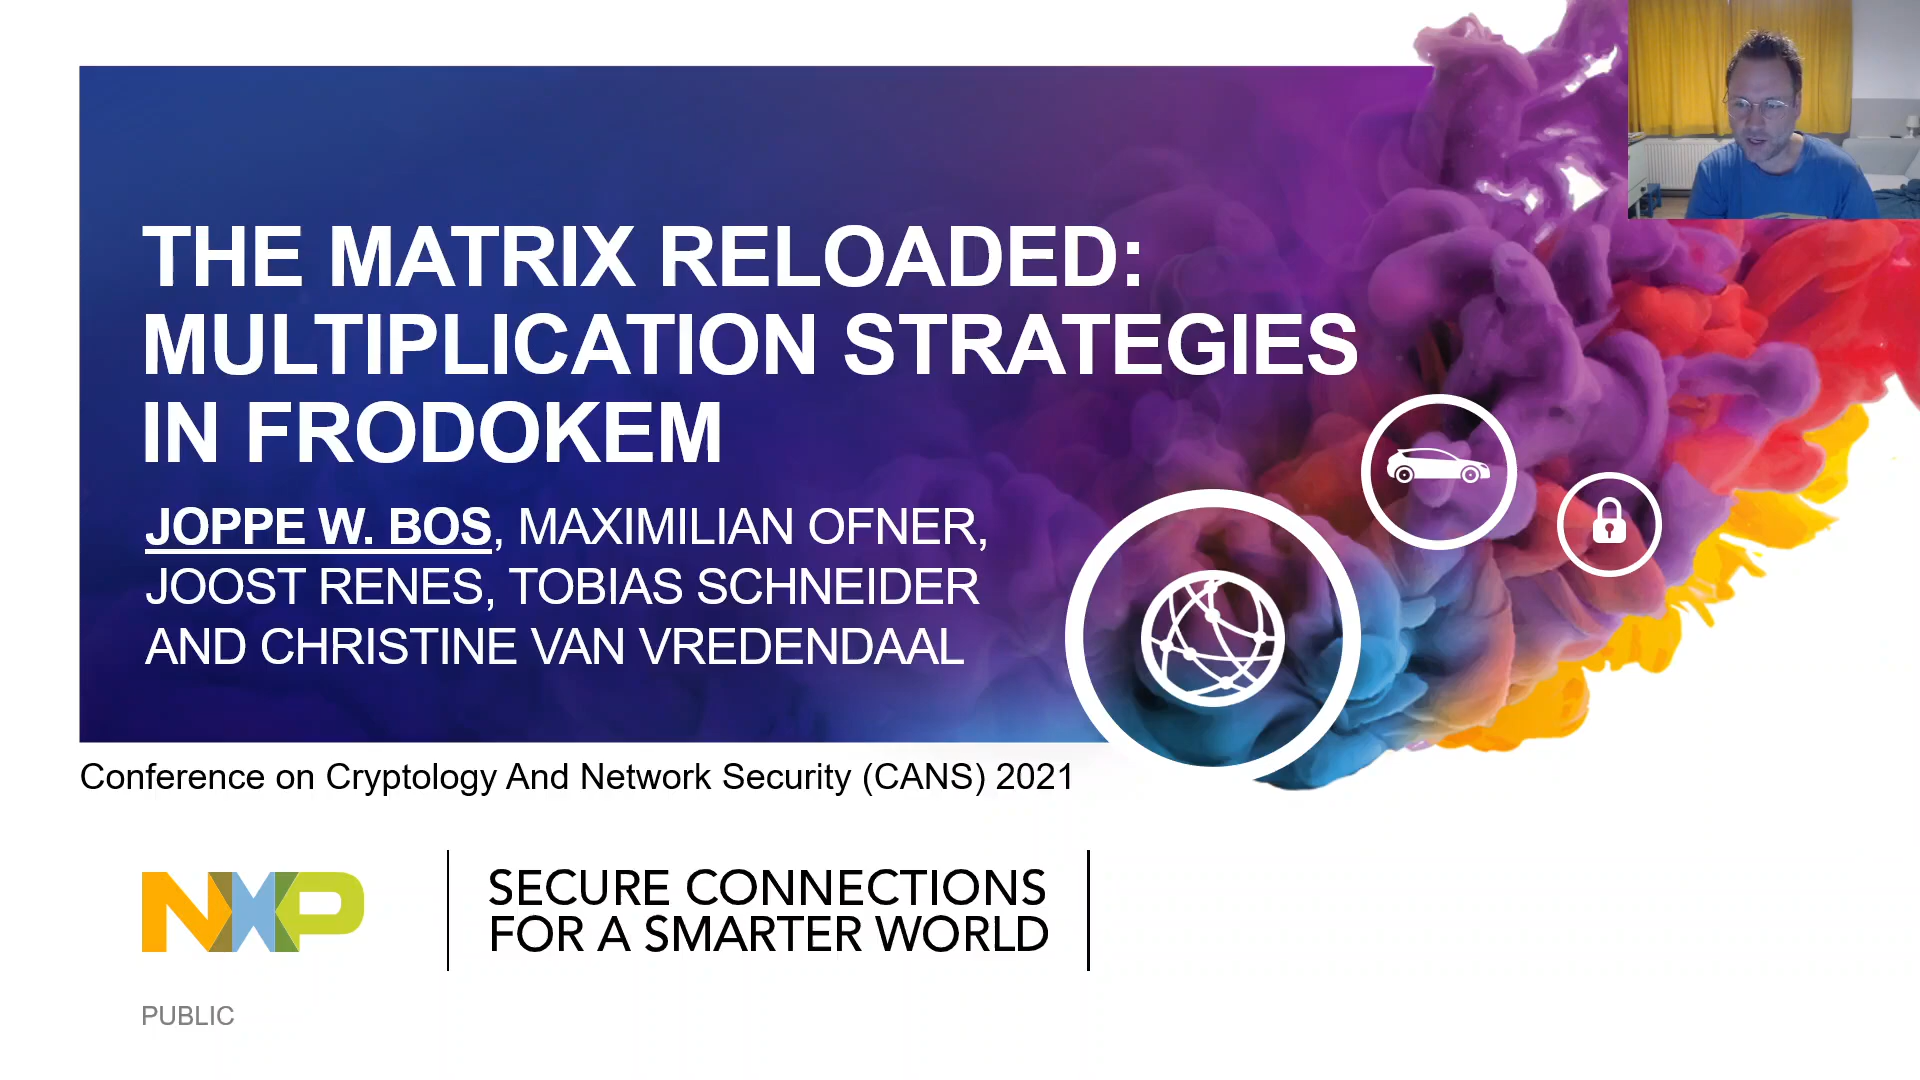 THE MATRIX RELOADED:
MULTIPLICATION STRATEGIES
IN FRODOKEM
JOPPE W. BOS, MAXIMILIAN OFNER,
JOOST RENES, TOBIAS SCHNEIDER
AND CHRISTINE VAN VREDENDAAL
Conference on Cryptology And Network Security (CANS) 2021
NXP
SECURE CONNECTIONS
FOR A SMARTER WORLD
PUBLIC